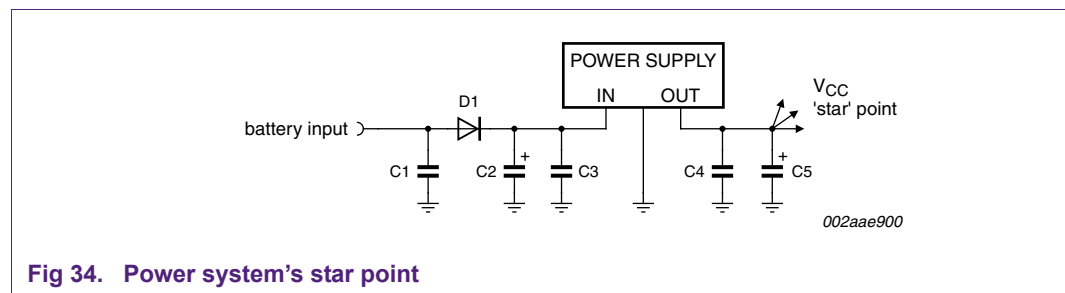 POWER SUPPLY
IN OUT
D1
VCC
'star' point
battery input
C1
C2
+
C3
C4
+
C5
002aae900
Fig 34. Power system's star point